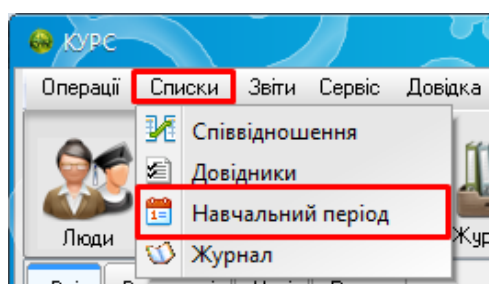 КУРС
Операції Списки Звіти Сервіс Довідка
Співвідношення
Довідники
Навчальний період
Журнал
Люди